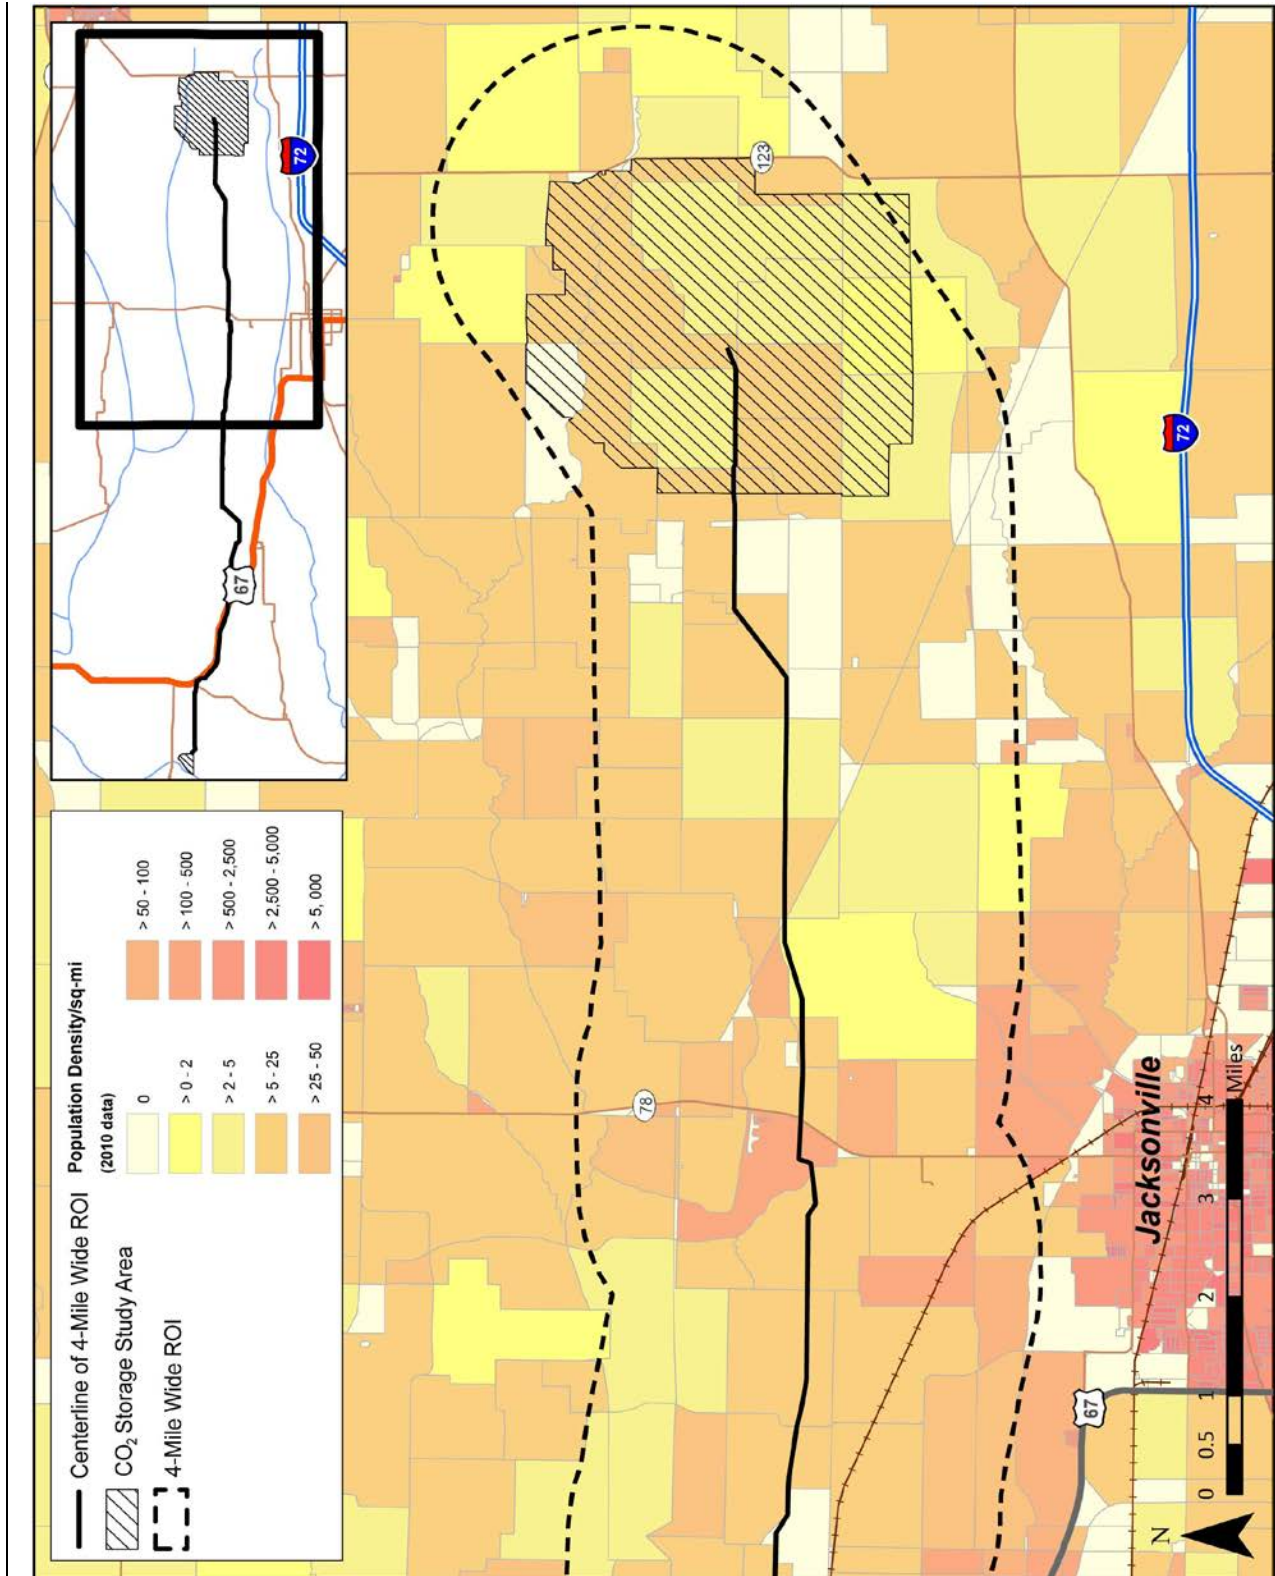 Centerline of 4-Mile Wide ROI
CO₂ Storage Study Area
4-Mile Wide ROI
Population Density/sq-mi
(2010 data)
0
> 0 - 2
> 2 - 5
> 5 - 25
> 25 - 50
> 50 - 100
> 100 - 500
> 500 - 2,500
> 2,500 - 5,000
> 5, 000
67
72
78
123
72
67
Jacksonville
N
0 0.5 1 2 3 4
Miles